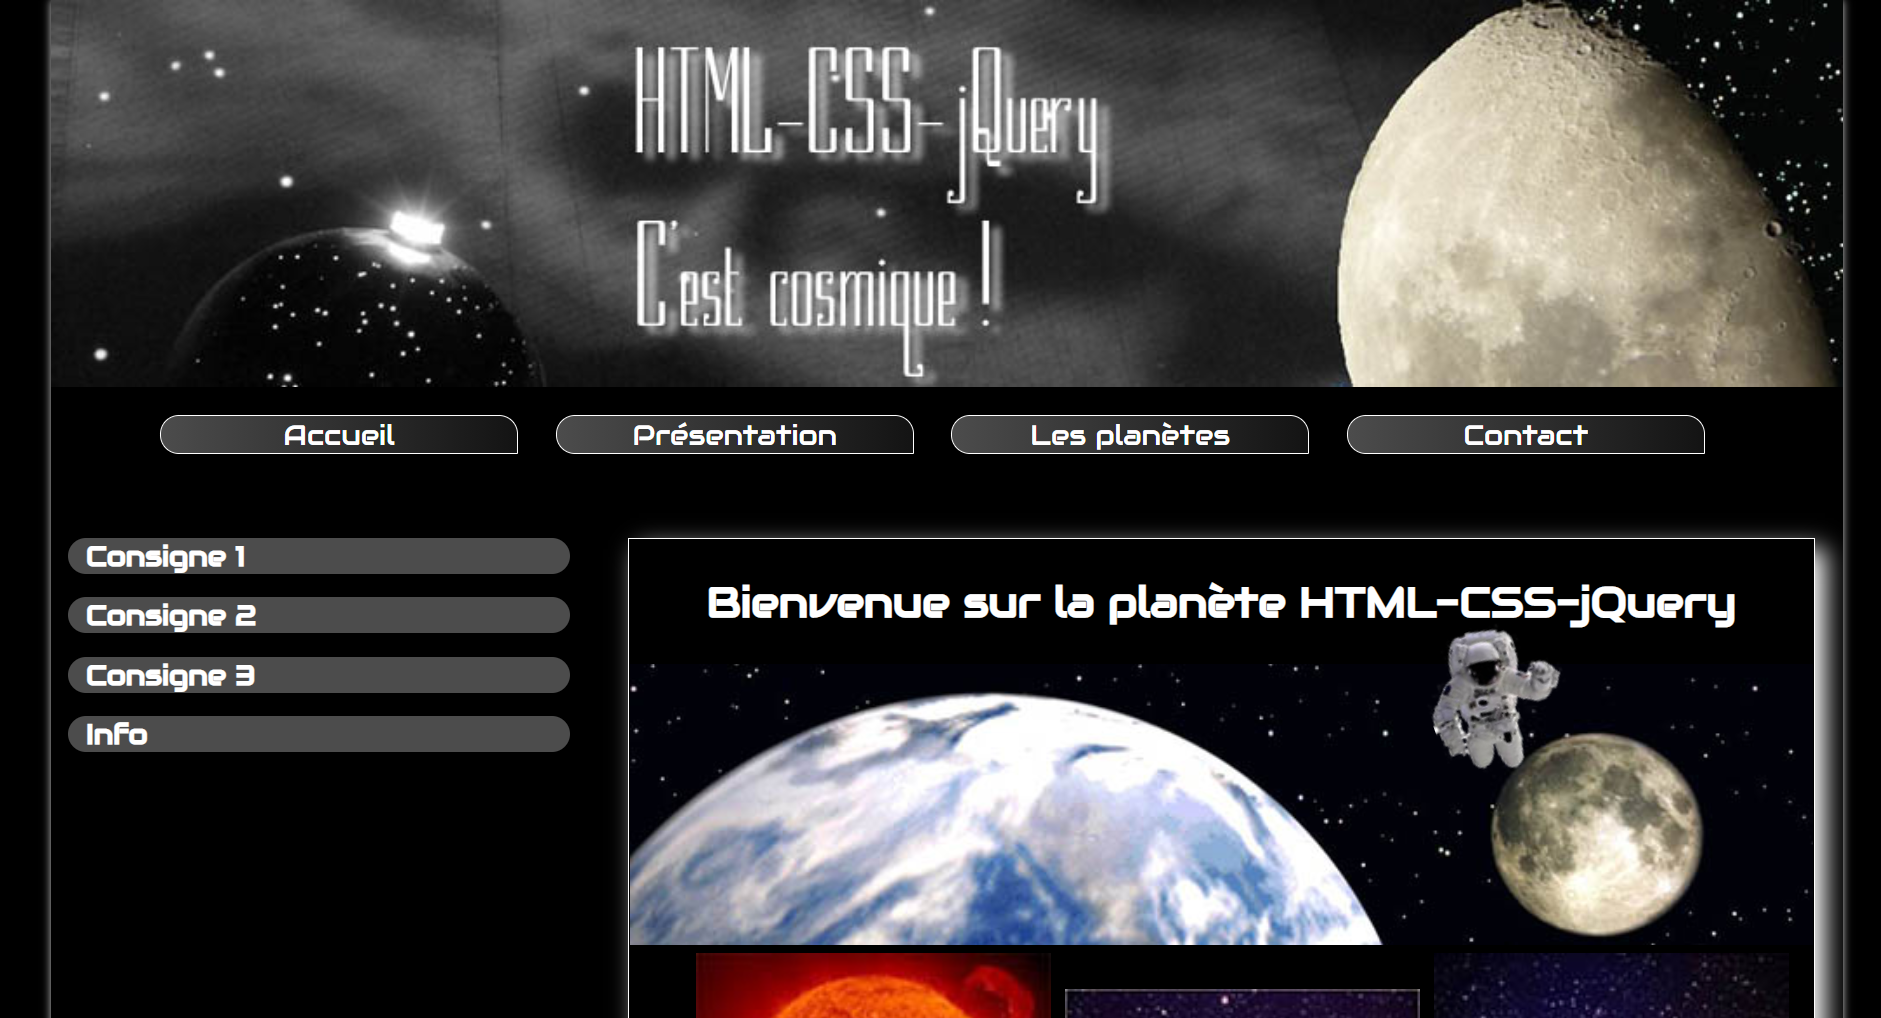 HTML-CSS-jQuery
C'est cosmique !
Accueil
Présentation
Les planètes
Contact
Consigne 1
Consigne 2
Consigne 3
Info
Bienvenue sur la planète HTML-CSS-jQuery